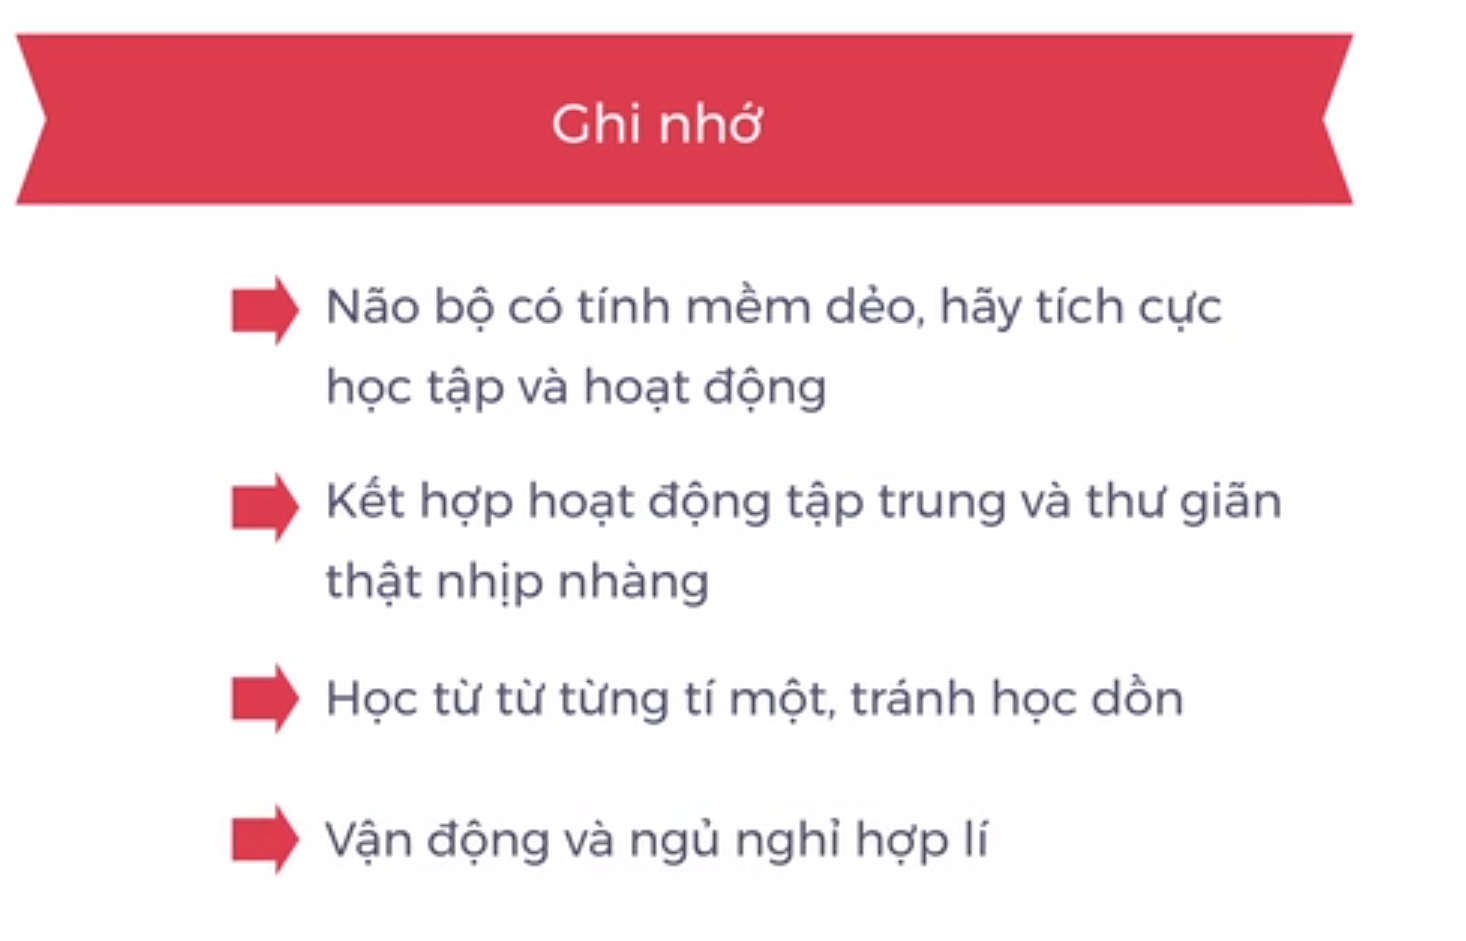 Ghi nhớ
Não bộ có tính mềm dẻo, hãy tích cực
học tập và hoạt động
Kết hợp hoạt động tập trung và thư giãn
thật nhịp nhàng
Học từ từ từng tí một, tránh học dồn
Vận động và ngủ nghỉ hợp lí